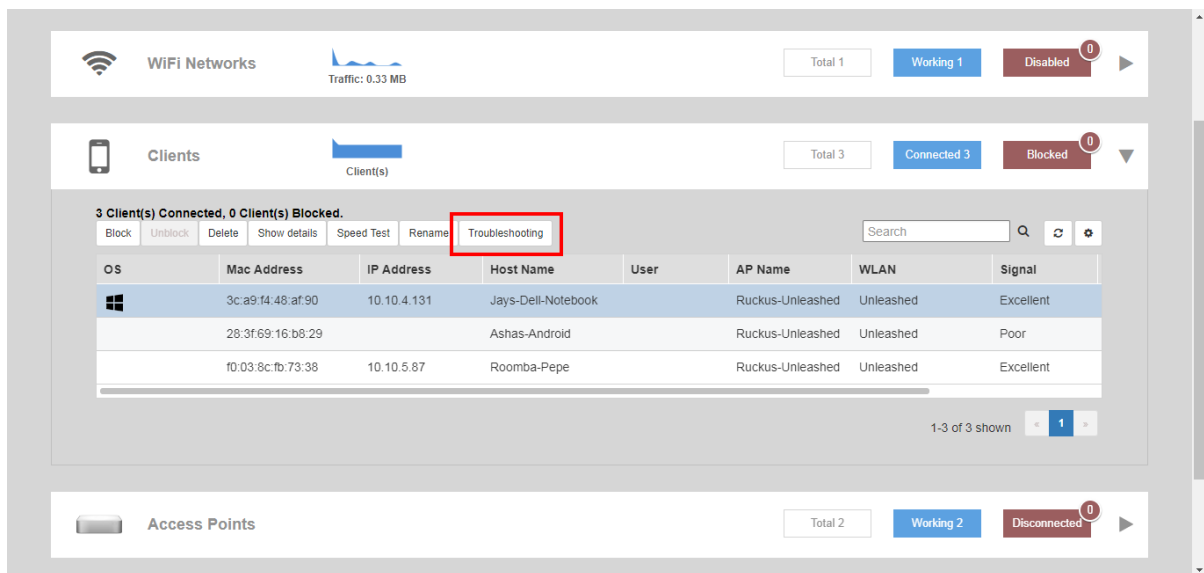 WiFi Networks
Traffic: 0.33 MB
Total 1
Working 1
Disabled
0
Clients
Client(s)
Total 3
Connected 3
Blocked
0
3 Client(s) Connected, 0 Client(s) Blocked.
Block Unblock Delete Show details Speed Test Rename Troubleshooting Search
OS Mac Address IP Address Host Name User AP Name WLAN Signal
3c:a9:f4:48:af:90 10.10.4.131 Jays-Dell-Notebook Ruckus-Unleashed Unleashed Excellent
28:3f:69:16:b8:29 Ashas-Android Ruckus-Unleashed Unleashed Poor
f0:03:8c:fb:73:38 10.10.5.87 Roomba-Pepe Ruckus-Unleashed Unleashed Excellent
1-3 of 3 shown « 1 »
Access Points
Total 2
Working 2
Disconnected
0